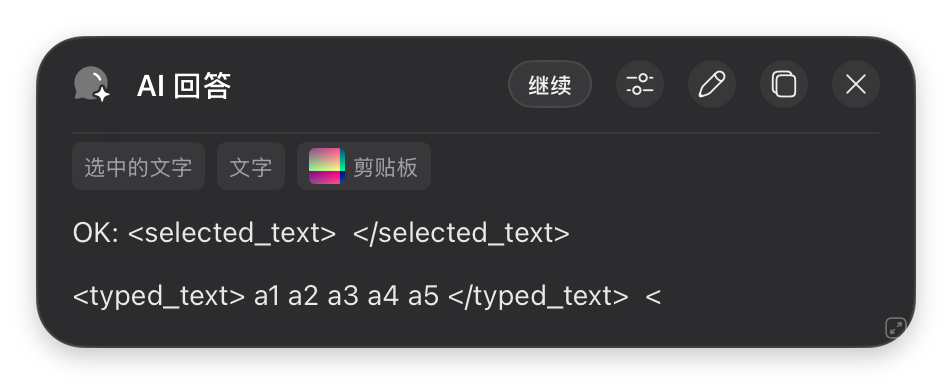 AI 回答
继续
选中的文字 文字 剪贴板
OK: <selected_text>  </selected_text>
<typed_text> a1 a2 a3 a4 a5 </typed_text>  <